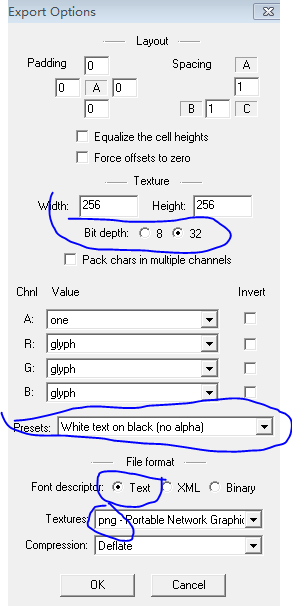 Export Options
Layout
Padding Spacing
0 A
0 A 0 1
0 B 1 C
Equalize the cell heights
Force offsets to zero
Texture
Width: 256 Height: 256
Bit depth: 8 32
Pack chars in multiple channels
Chnl Value Invert
A: one
R: glyph
G: glyph
B: glyph
Presets: White text on black (no alpha)
File format
Font descriptor: Text XML Binary
Textures: png - Portable Network Graphic
Compression: Deflate
OK Cancel